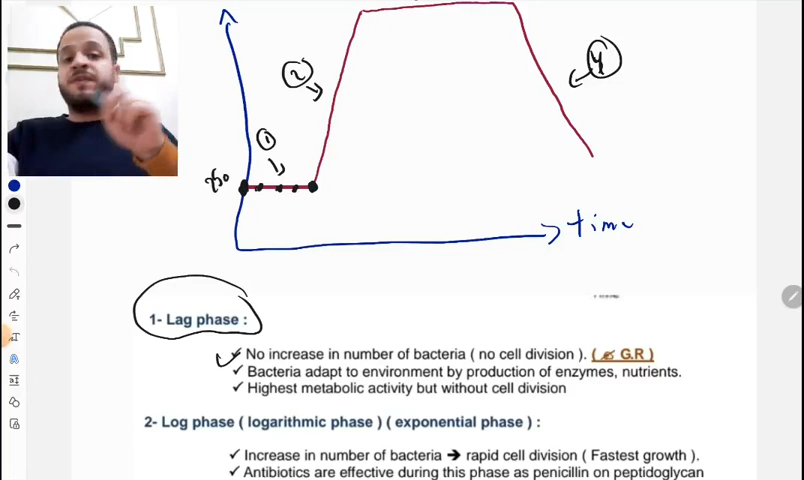 ②
④
①
time
1- Lag phase :
✓ No increase in number of bacteria ( no cell division ). ( ✍ G.R )
✓ Bacteria adapt to environment by production of enzymes, nutrients.
✓ Highest metabolic activity but without cell division
2- Log phase ( logarithmic phase ) ( exponential phase ) :
✓ Increase in number of bacteria ➔ rapid cell division ( Fastest growth ).
✓ Antibiotics are effective during this phase as penicillin on peptidoglycan